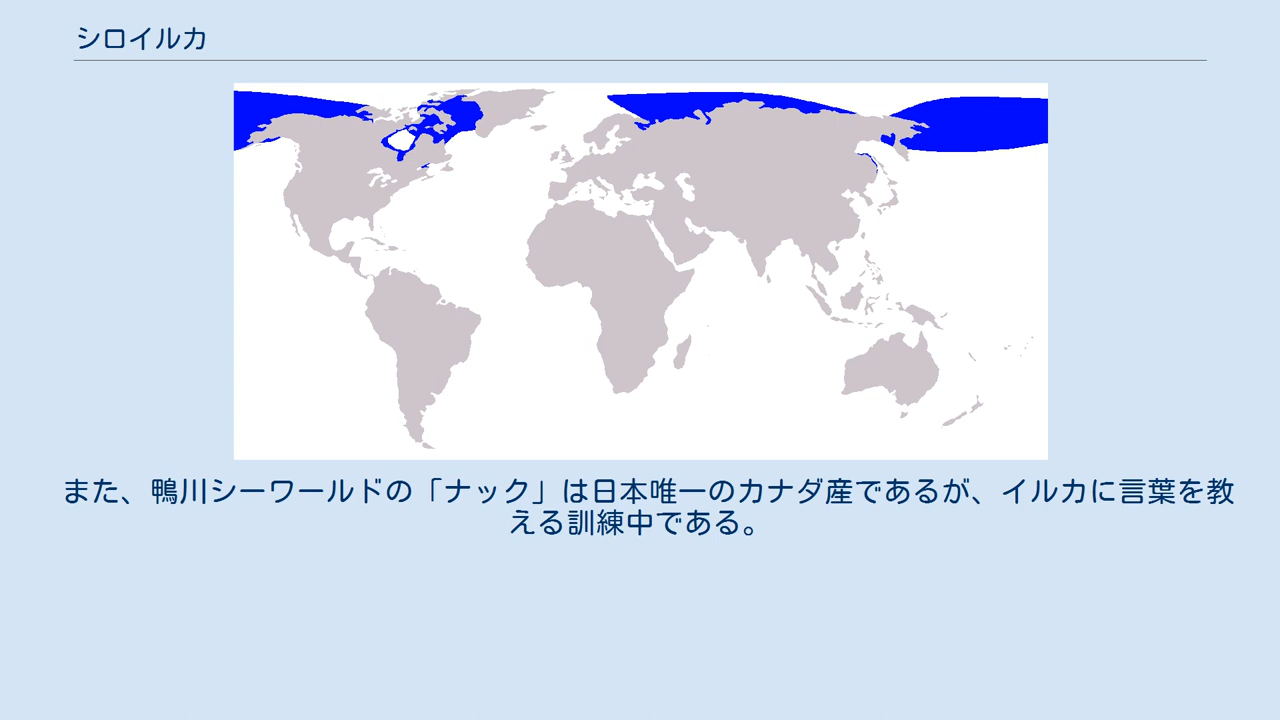 シロイルカ
また、鴨川シーワールドの「ナック」は日本唯一のカナダ産であるが、イルカに言葉を教
える訓練中である。